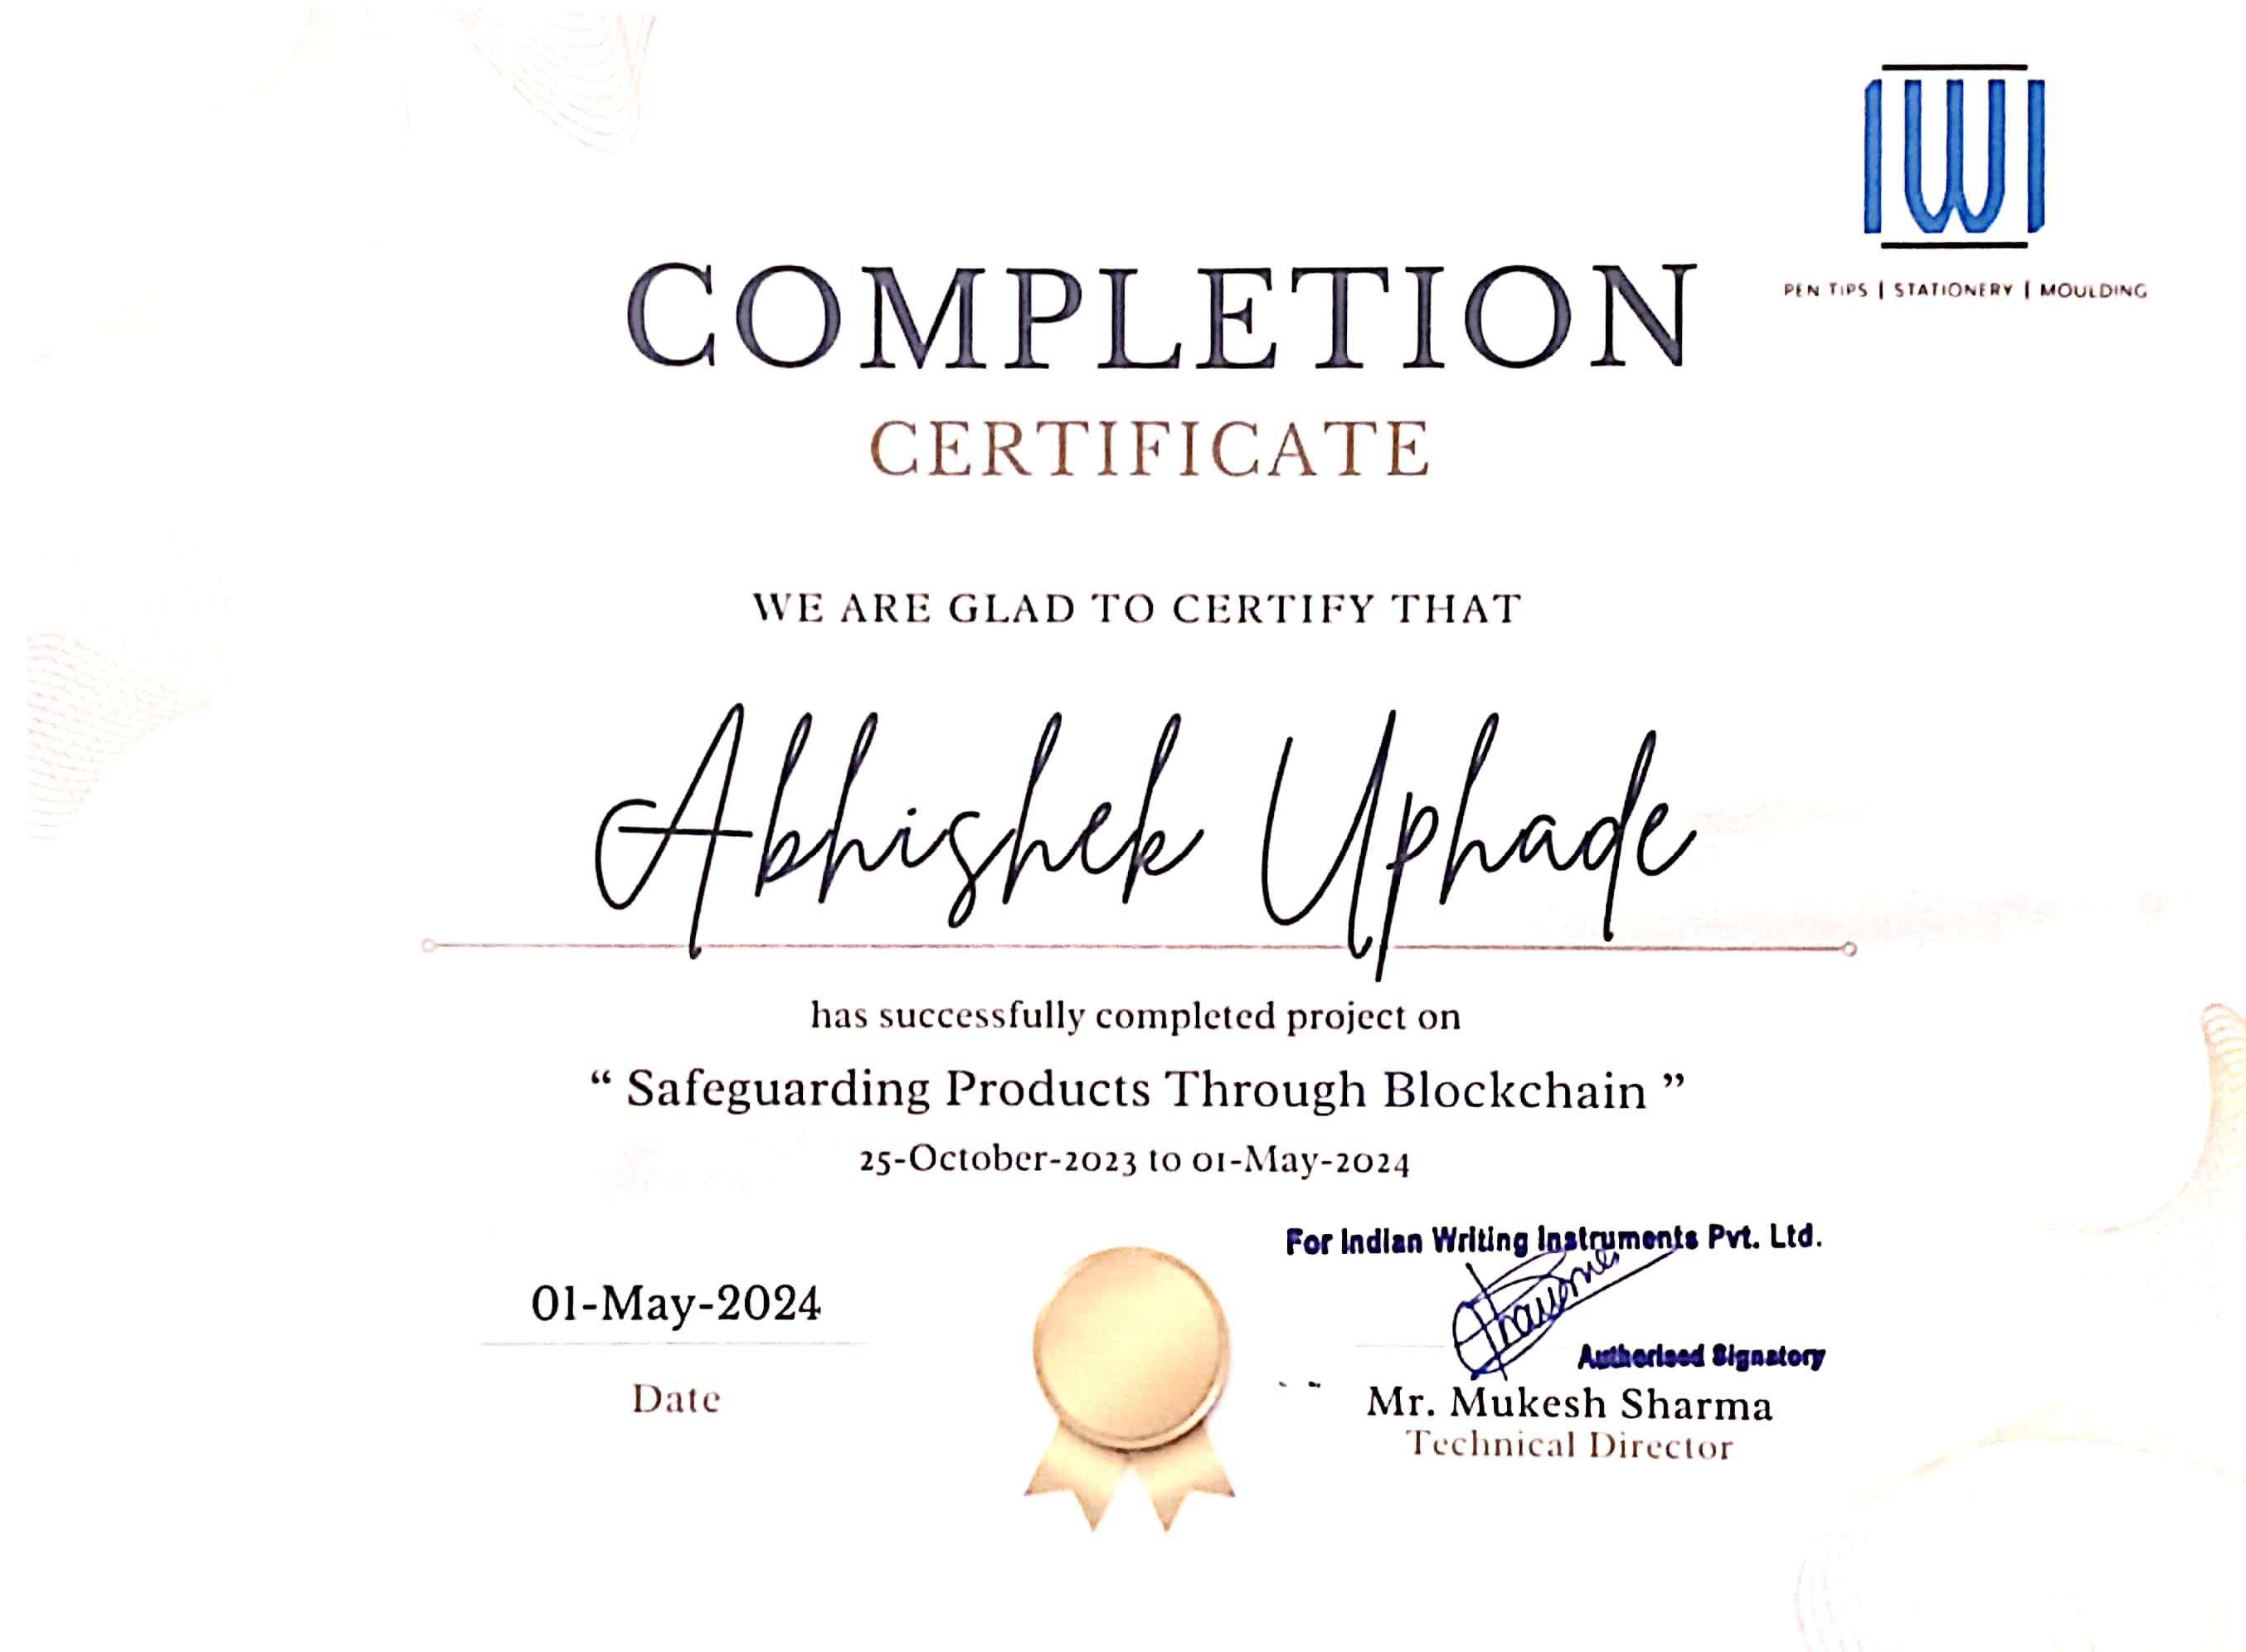 IWI
PEN TIPS | STATIONERY | MOULDING
COMPLETION
CERTIFICATE
WE ARE GLAD TO CERTIFY THAT
Abhishek Uphade
has successfully completed project on
“ Safeguarding Products Through Blockchain ”
25-October-2023 to 01-May-2024
For Indian Writing Instruments Pvt. Ltd.
01-May-2024
Authorised Signatory
Date
Mr. Mukesh Sharma
Technical Director